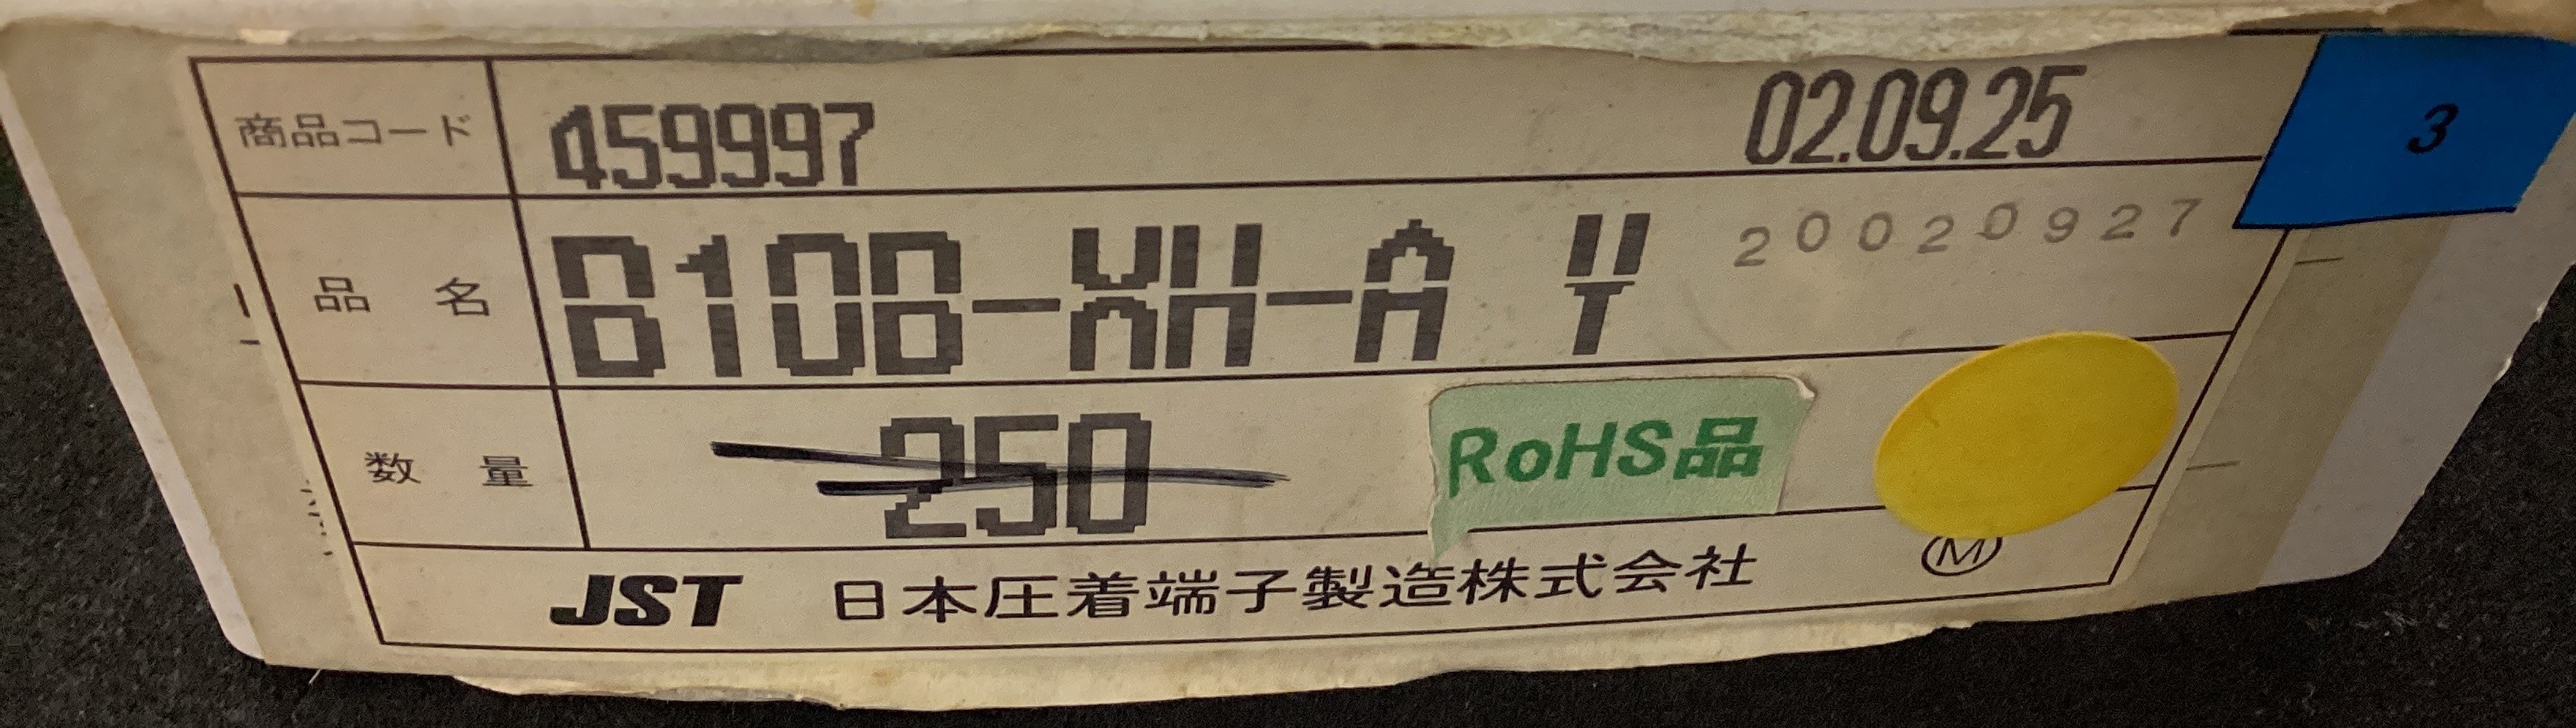 商品コード 459997 02.09.25
3
品 名 B10B-XH-A Y 20020927
数 量 250 RoHS品
JST 日本圧着端子製造株式会社 Ⓜ